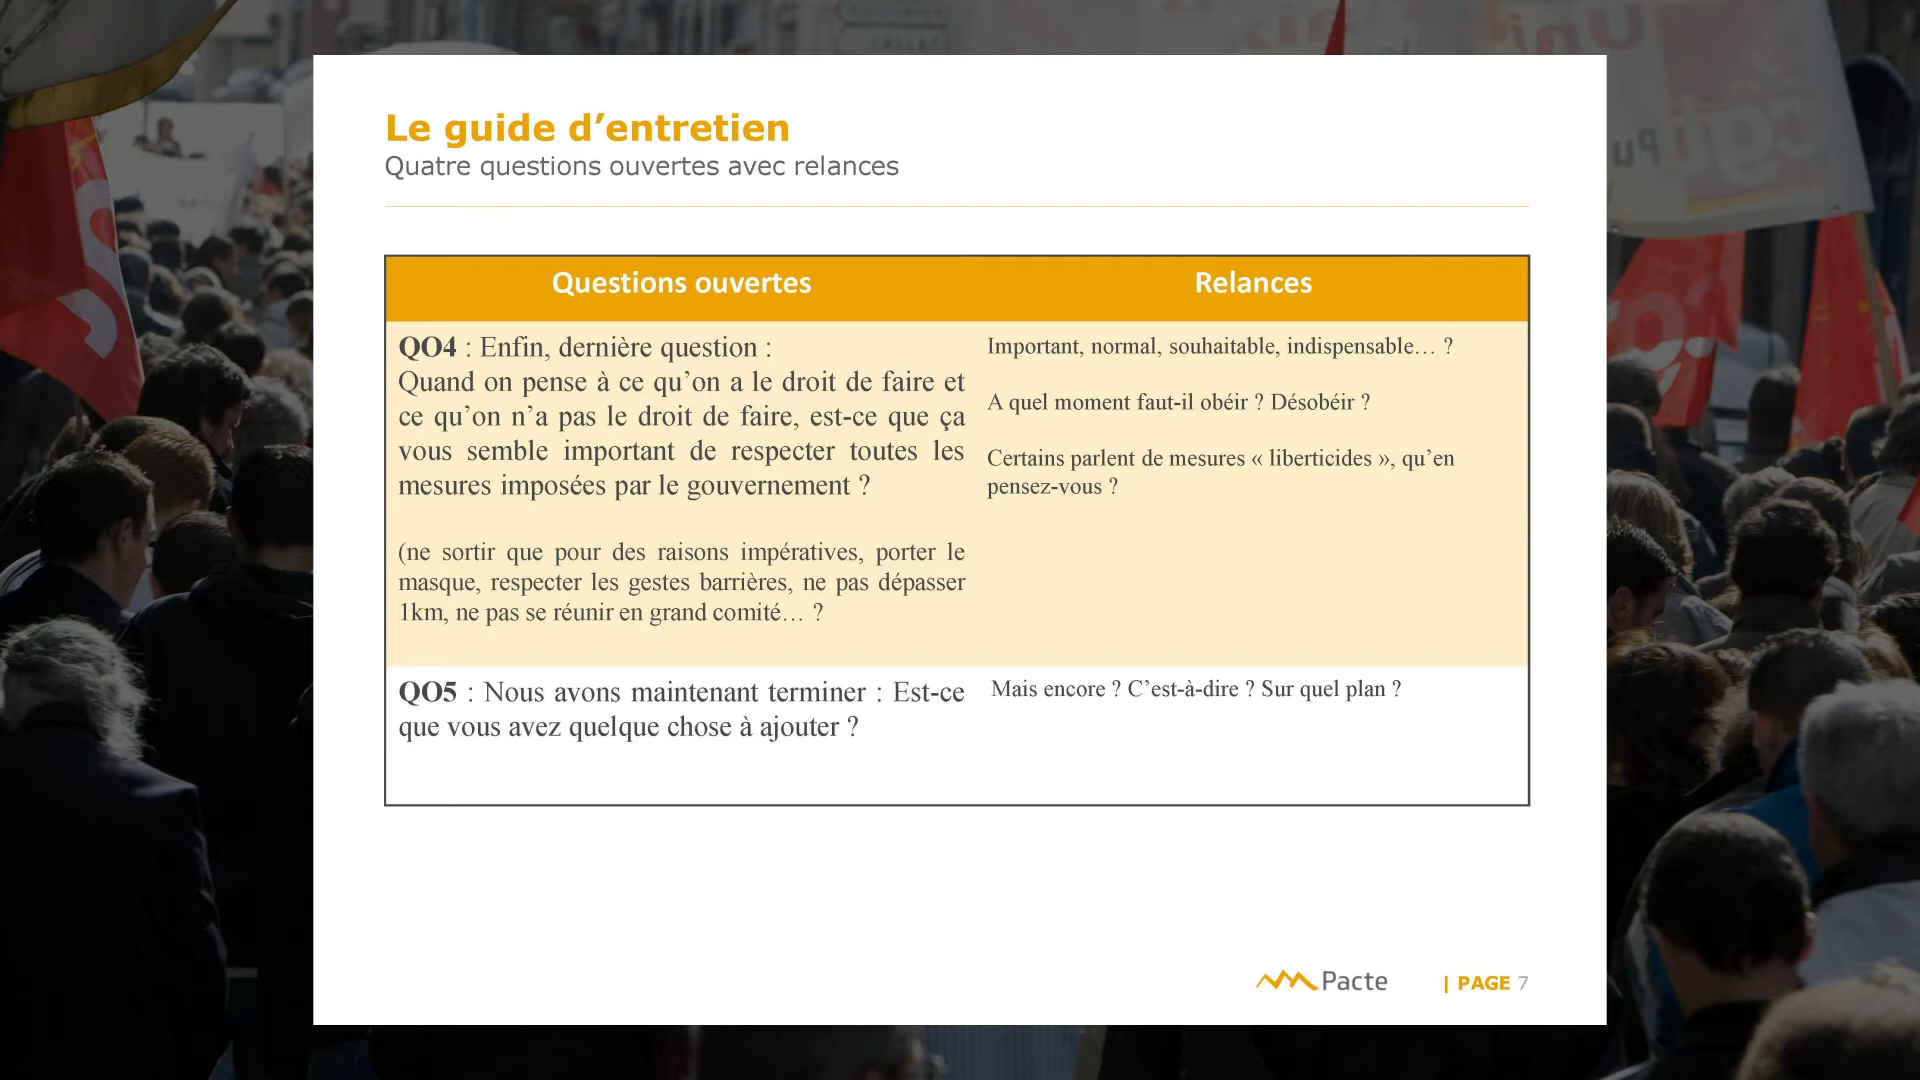 Le guide d’entretien
Quatre questions ouvertes avec relances
Questions ouvertes
Relances
QO4 : Enfin, dernière question :
Quand on pense à ce qu’on a le droit de faire et
ce qu’on n’a pas le droit de faire, est-ce que ça
vous semble important de respecter toutes les
mesures imposées par le gouvernement ?
(ne sortir que pour des raisons impératives, porter le
masque, respecter les gestes barrières, ne pas dépasser
1km, ne pas se réunir en grand comité… ?
Important, normal, souhaitable, indispensable… ?
A quel moment faut-il obéir ? Désobéir ?
Certains parlent de mesures « liberticides », qu’en
pensez-vous ?
QO5 : Nous avons maintenant terminer : Est-ce
que vous avez quelque chose à ajouter ?
Mais encore ? C’est-à-dire ? Sur quel plan ?
Pacte
| PAGE 7